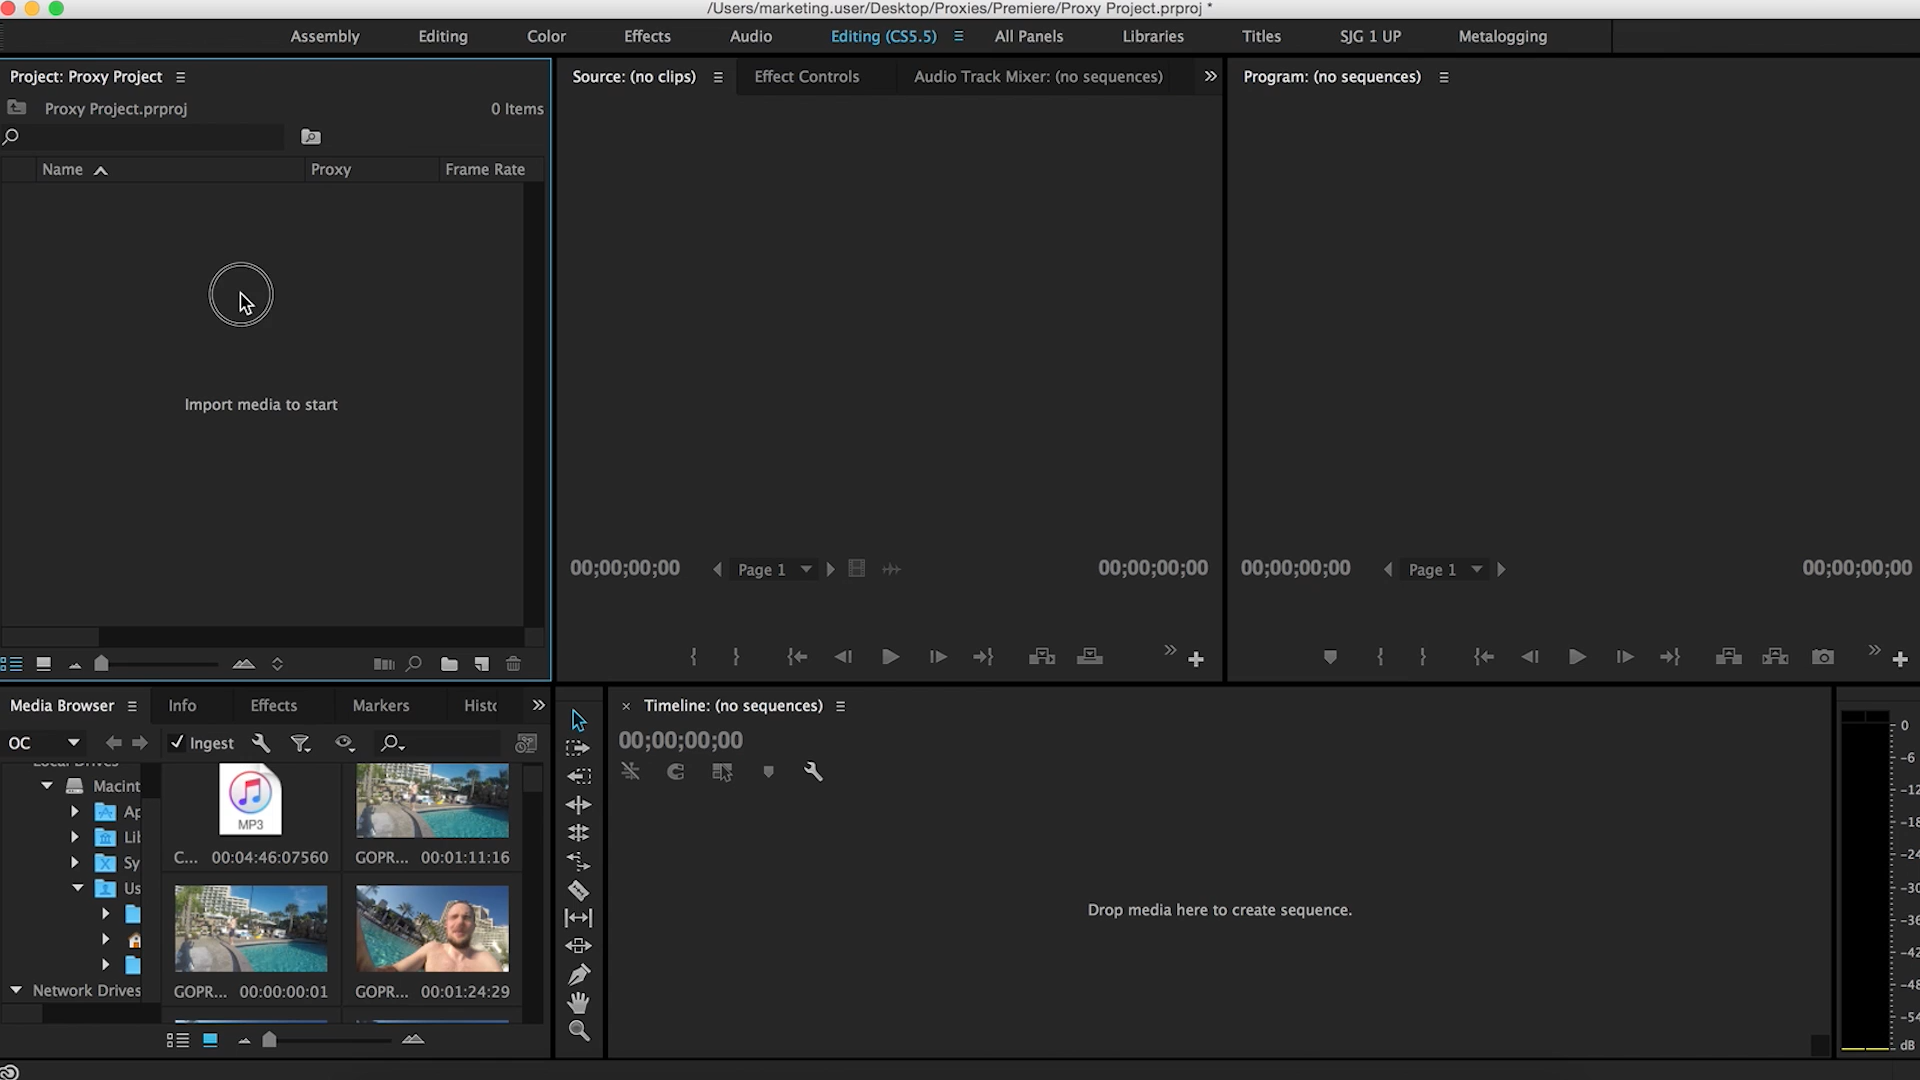 /Users/marketing.user/Desktop/Proxies/Premiere/Proxy Project.prproj *
Assembly Editing Color Effects Audio Editing (CS5.5) All Panels Libraries Titles SJG 1 UP Metalogging
Project: Proxy Project
Proxy Project.prproj 0 Items
Name Proxy Frame Rate
Import media to start
Source: (no clips) Effect Controls Audio Track Mixer: (no sequences)
00;00;00;00 Page 1 00;00;00;00
Program: (no sequences)
00;00;00;00 Page 1 00;00;00;00
Media Browser Info Effects Markers Histo
OC Ingest
Local Drives
Macint
Ap
Lib
Sy
Us
Network Drives
MP3
C... 00:04:46:07560 GOPR... 00:01:11:16
GOPR... 00:00:00:01 GOPR... 00:01:24:29
× Timeline: (no sequences)
00;00;00;00
Drop media here to create sequence.
0
-6
-12
-18
-24
-30
-36
-42
-48
-54
dB